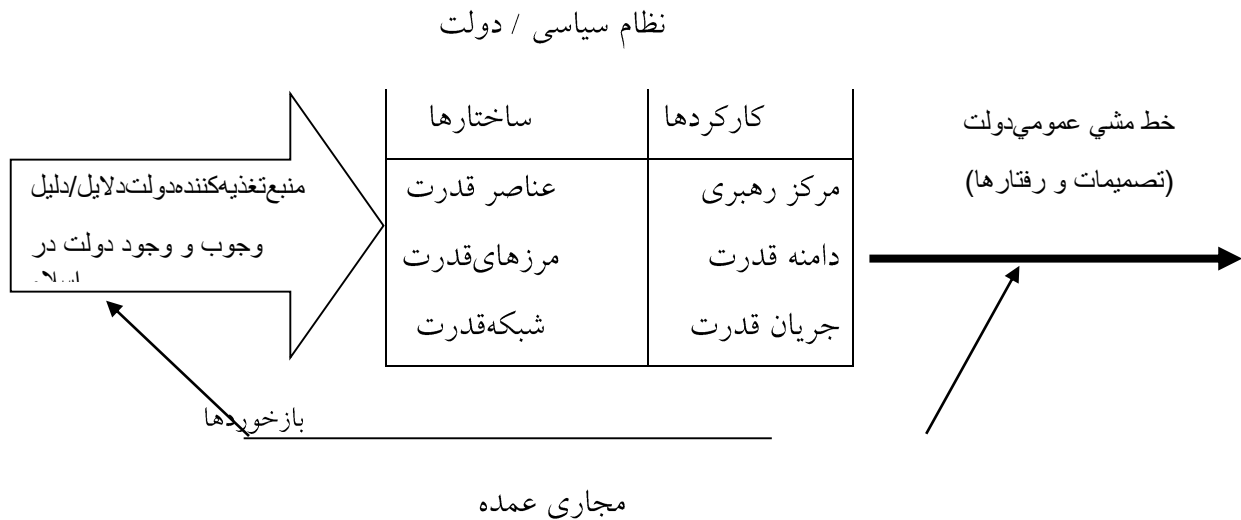 نظام سیاسی / دولت
کارکردها
ساختارها
خط مشي عمومي‌دولت
(تصمیمات و رفتارها)
مرکز رهبری
عناصر قدرت
دامنه قدرت
مرزهای‌قدرت
جریان قدرت
شبکه‌قدرت
منبع‌تغذیه‌کننده‌دولت‌دلایل/دلیل
وجوب و وجود دولت در
بازخوردها
مجاری عمده